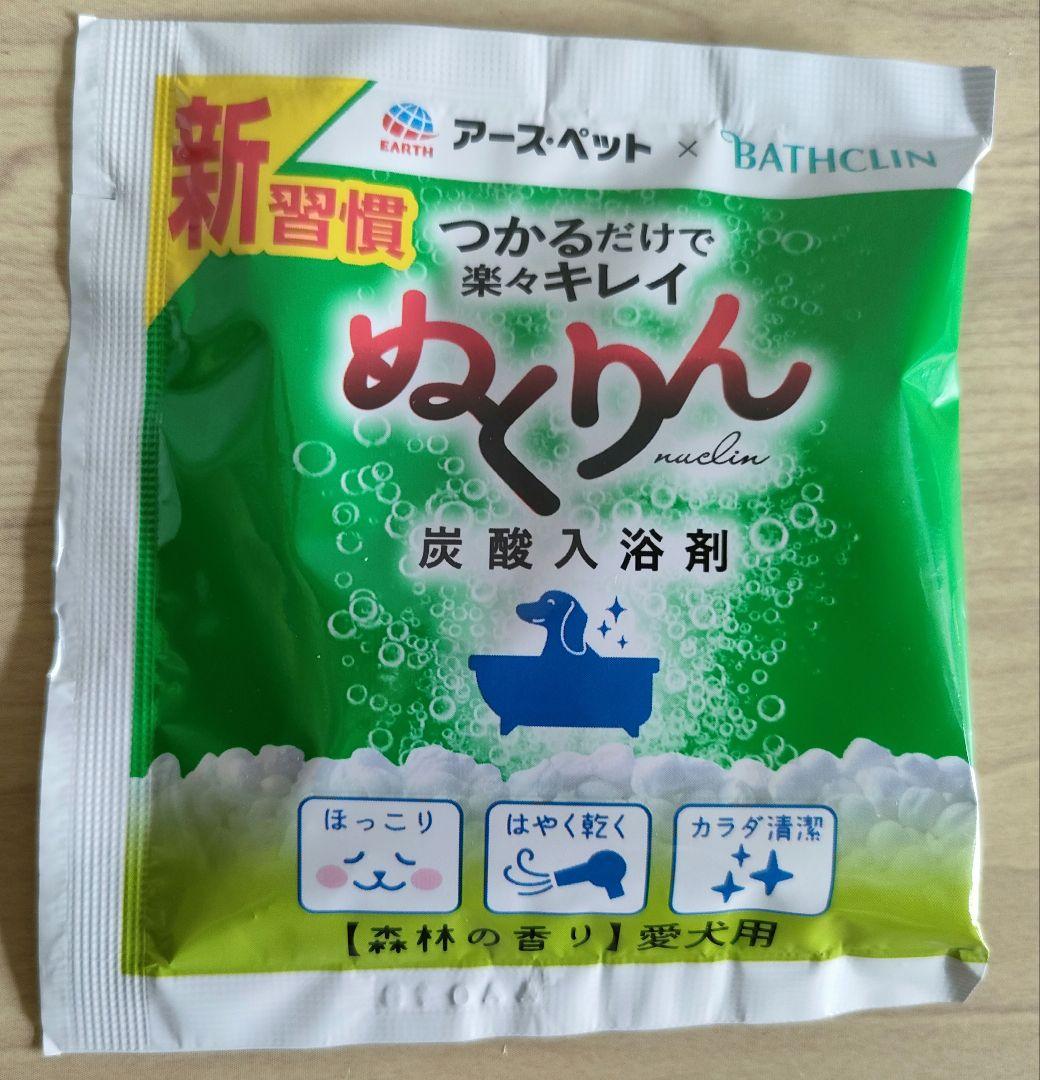 新習慣
EARTH アース・ペット × BATHCLIN
つかるだけで
楽々キレイ
ぬくりん
nuclin
炭酸入浴剤
ほっこり
はやく乾く
カラダ清潔
【森林の香り】愛犬用